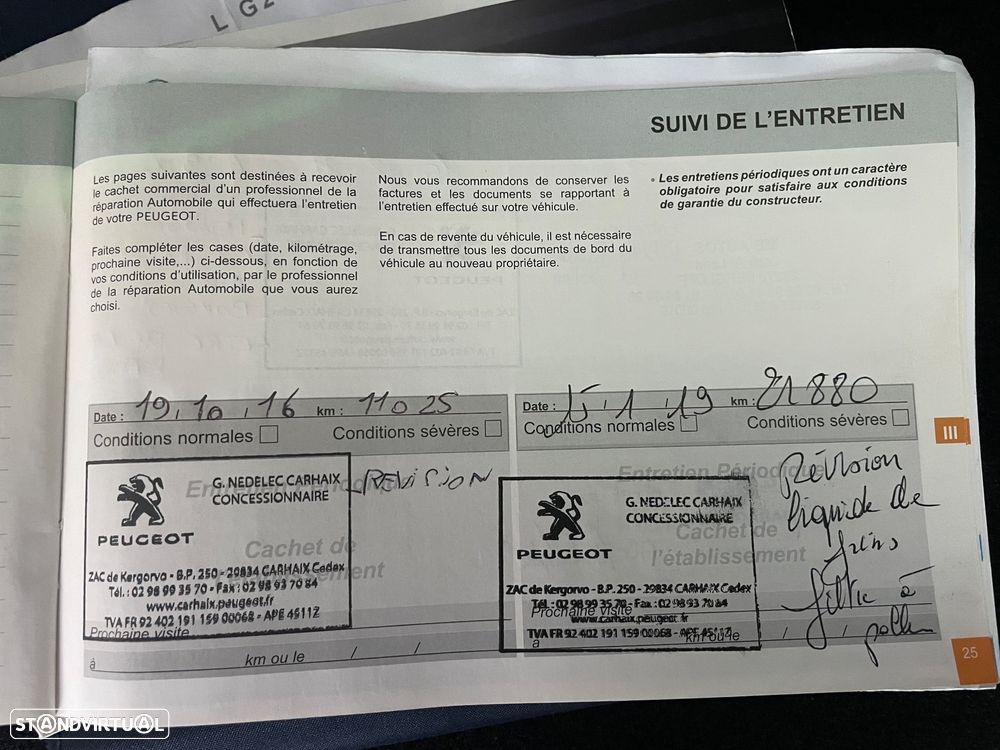 L G2
SUIVI DE L'ENTRETIEN
Les pages suivantes sont destinées à recevoir
le cachet commercial d'un professionnel de la
réparation Automobile qui effectuera l'entretien
de votre PEUGEOT.
Faites compléter les cases (date, kilométrage,
prochaine visite,...) ci-dessous, en fonction de
vos conditions d'utilisation, par le professionnel
de la réparation Automobile que vous aurez
choisi.
Nous vous recommandons de conserver les
factures et les documents se rapportant à
l'entretien effectué sur votre véhicule.
En cas de revente du véhicule, il est nécessaire
de transmettre tous les documents de bord du
véhicule au nouveau propriétaire.
• Les entretiens périodiques ont un caractère
obligatoire pour satisfaire aux conditions
de garantie du constructeur.
Date : 19.10.16 km : 11025
Conditions normales Conditions sévères
REVISION
G. NEDELEC CARHAIX
CONCESSIONNAIRE
PEUGEOT
Cachet de
ZAC de Kergorvo - B.P. 250 - 29834 CARHAIX Cedex
Tél. : 02 98 99 35 70 - Fax : 02 98 93 70 84
www.carhaix.peugeot.fr
TVA FR 92 402 191 159 00068 - APE 4511Z
Prochaine visite
à km ou le / /
Date : 15.1.19 km : 21880
Conditions normales Conditions sévères
Entretien Périodique
G. NEDELEC CARHAIX
CONCESSIONNAIRE
PEUGEOT
Cachet de
l'établissement
ZAC de Kergorvo - B.P. 250 - 29834 CARHAIX Cedex
Tél. : 02 98 99 35 70 - Fax : 02 98 93 70 84
Prochaine visite
www.carhaix.peugeot.fr
TVA FR 92 402 191 159 00068 - APE 4511Z
à km ou le / /
Révision
liquide de
freins
filtre à
pollen
III
25
STANDVIRTUAL